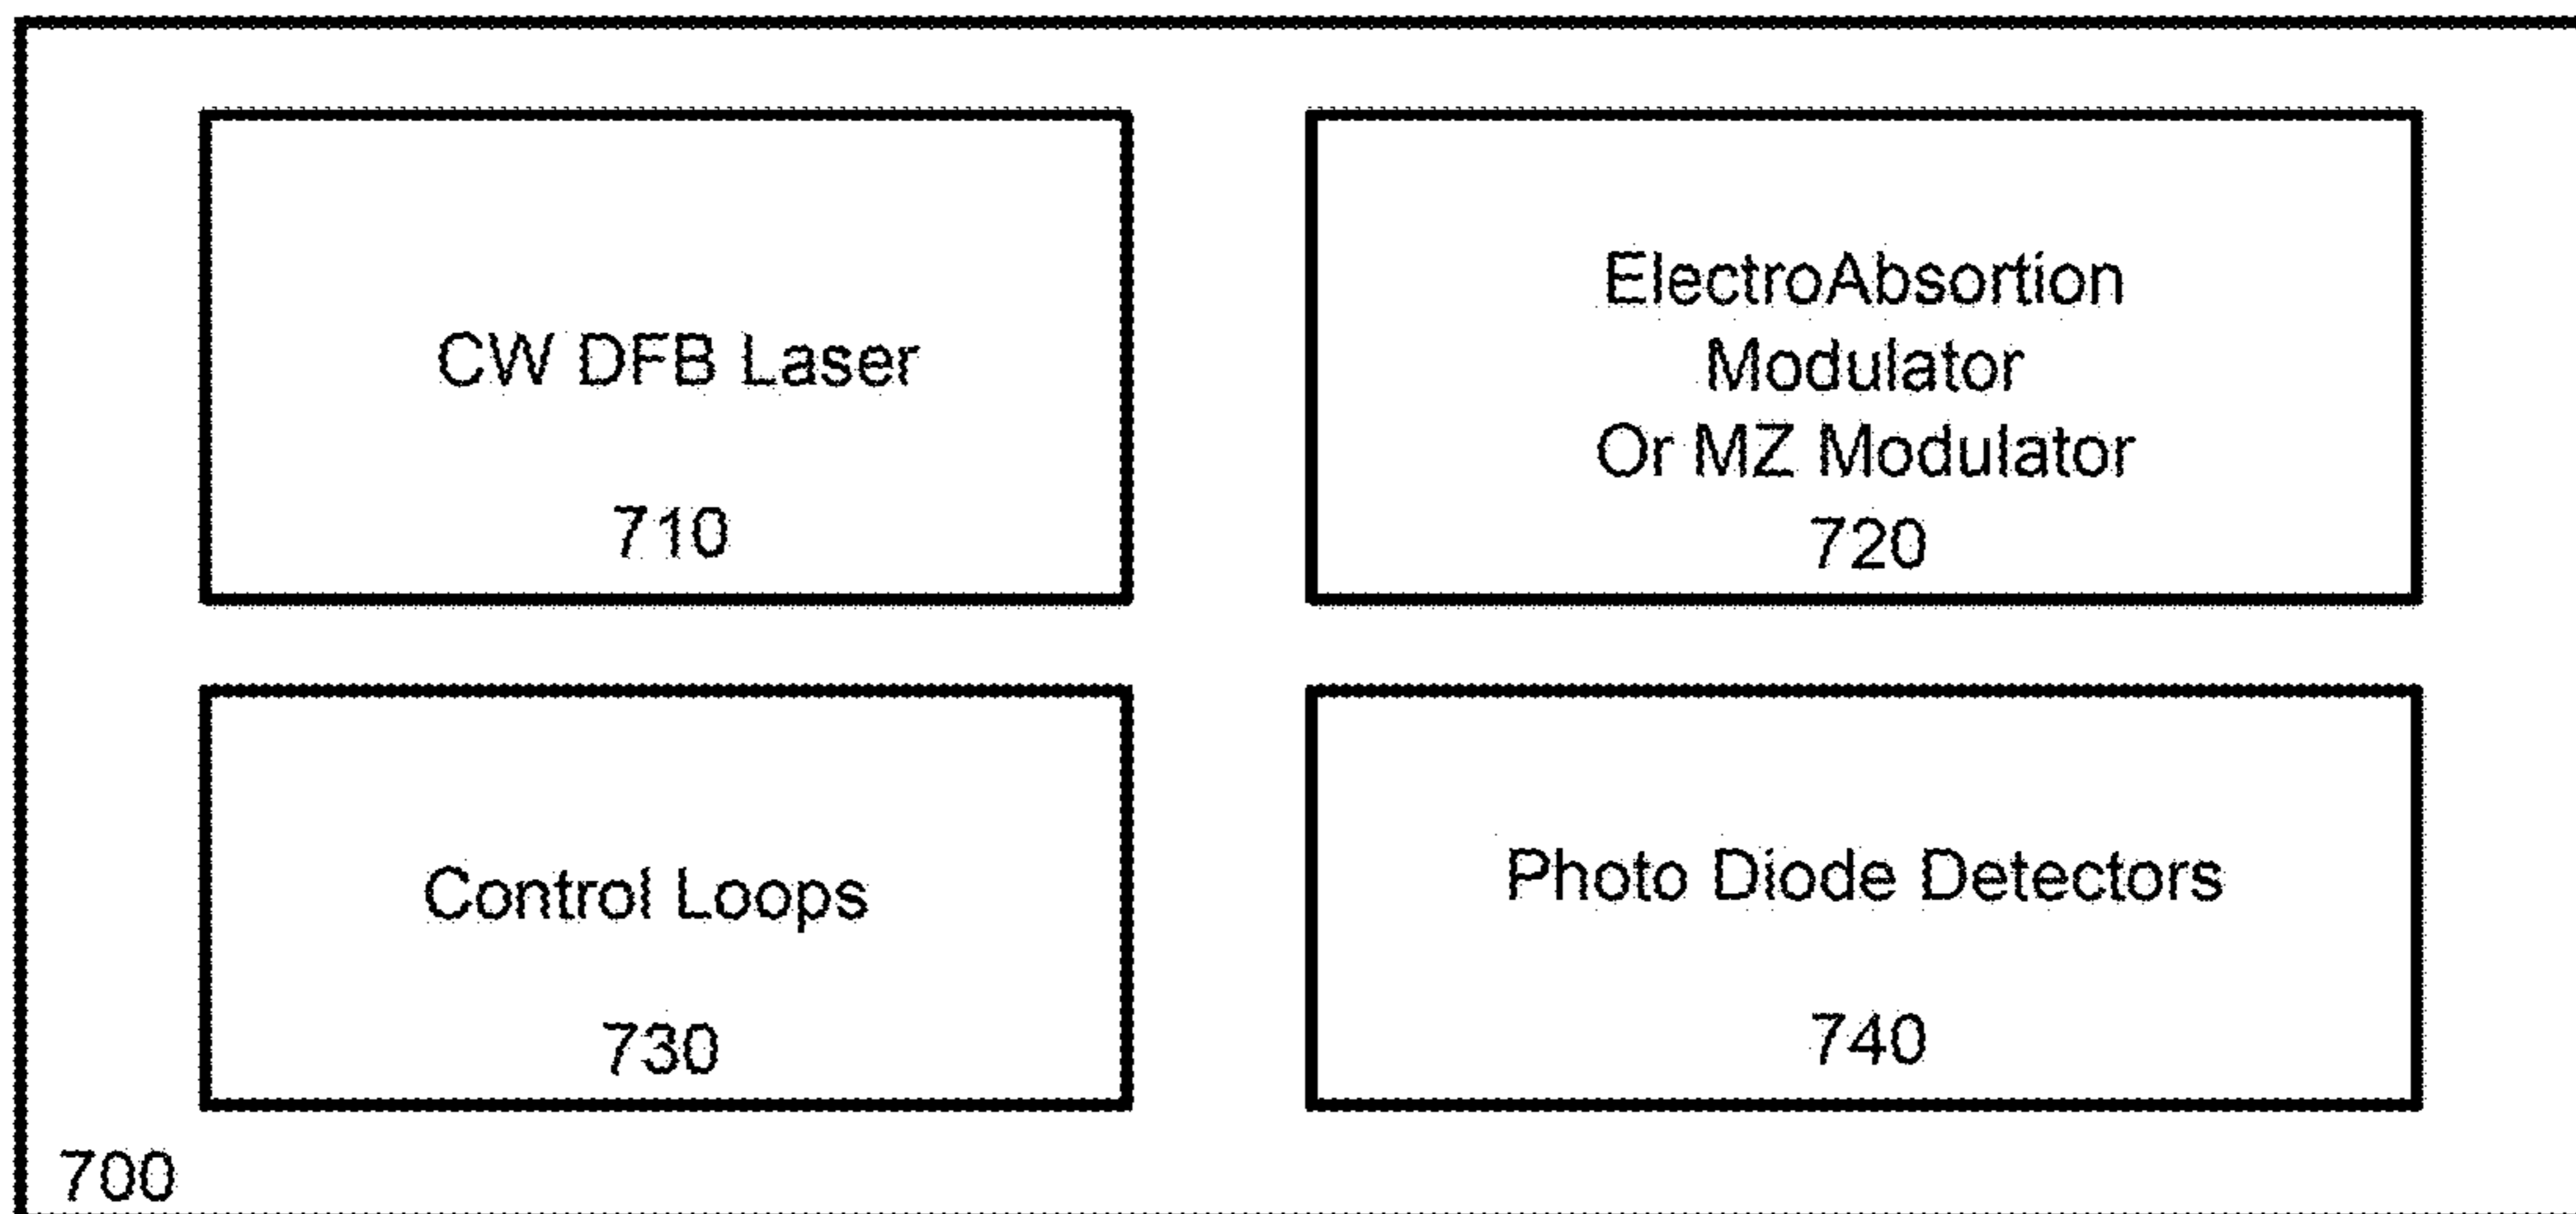 CW DFB Laser
710
ElectroAbsortion
Modulator
Or MZ Modulator
720
Control Loops
730
Photo Diode Detectors
740
700